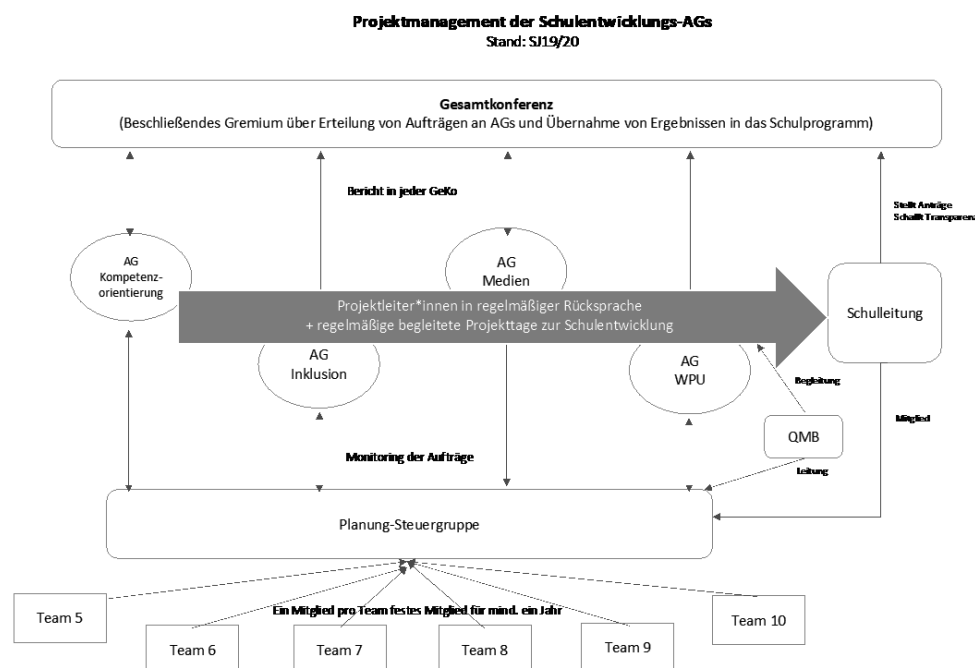 Projektmanagement der Schulentwicklungs-AGs
Stand: SJ19/20
Gesamtkonferenz
(Beschließendes Gremium über Erteilung von Aufträgen an AGs und Übernahme von Ergebnissen in das Schulprogramm)
Bericht in jeder GeKo
Stellt Anträge
Schafft Transparenz
AG
Kompetenz-
orientierung
AG
Medien
Projektleiter*innen in regelmäßiger Rücksprache
+ regelmäßige begleitete Projekttage zur Schulentwicklung
Schulleitung
AG
Inklusion
AG
WPU
Begleitung
Mitglied
QMB
Monitoring der Aufträge
Leitung
Planung-Steuergruppe
Ein Mitglied pro Team festes Mitglied für mind. ein Jahr
Team 5
Team 6
Team 7
Team 8
Team 9
Team 10